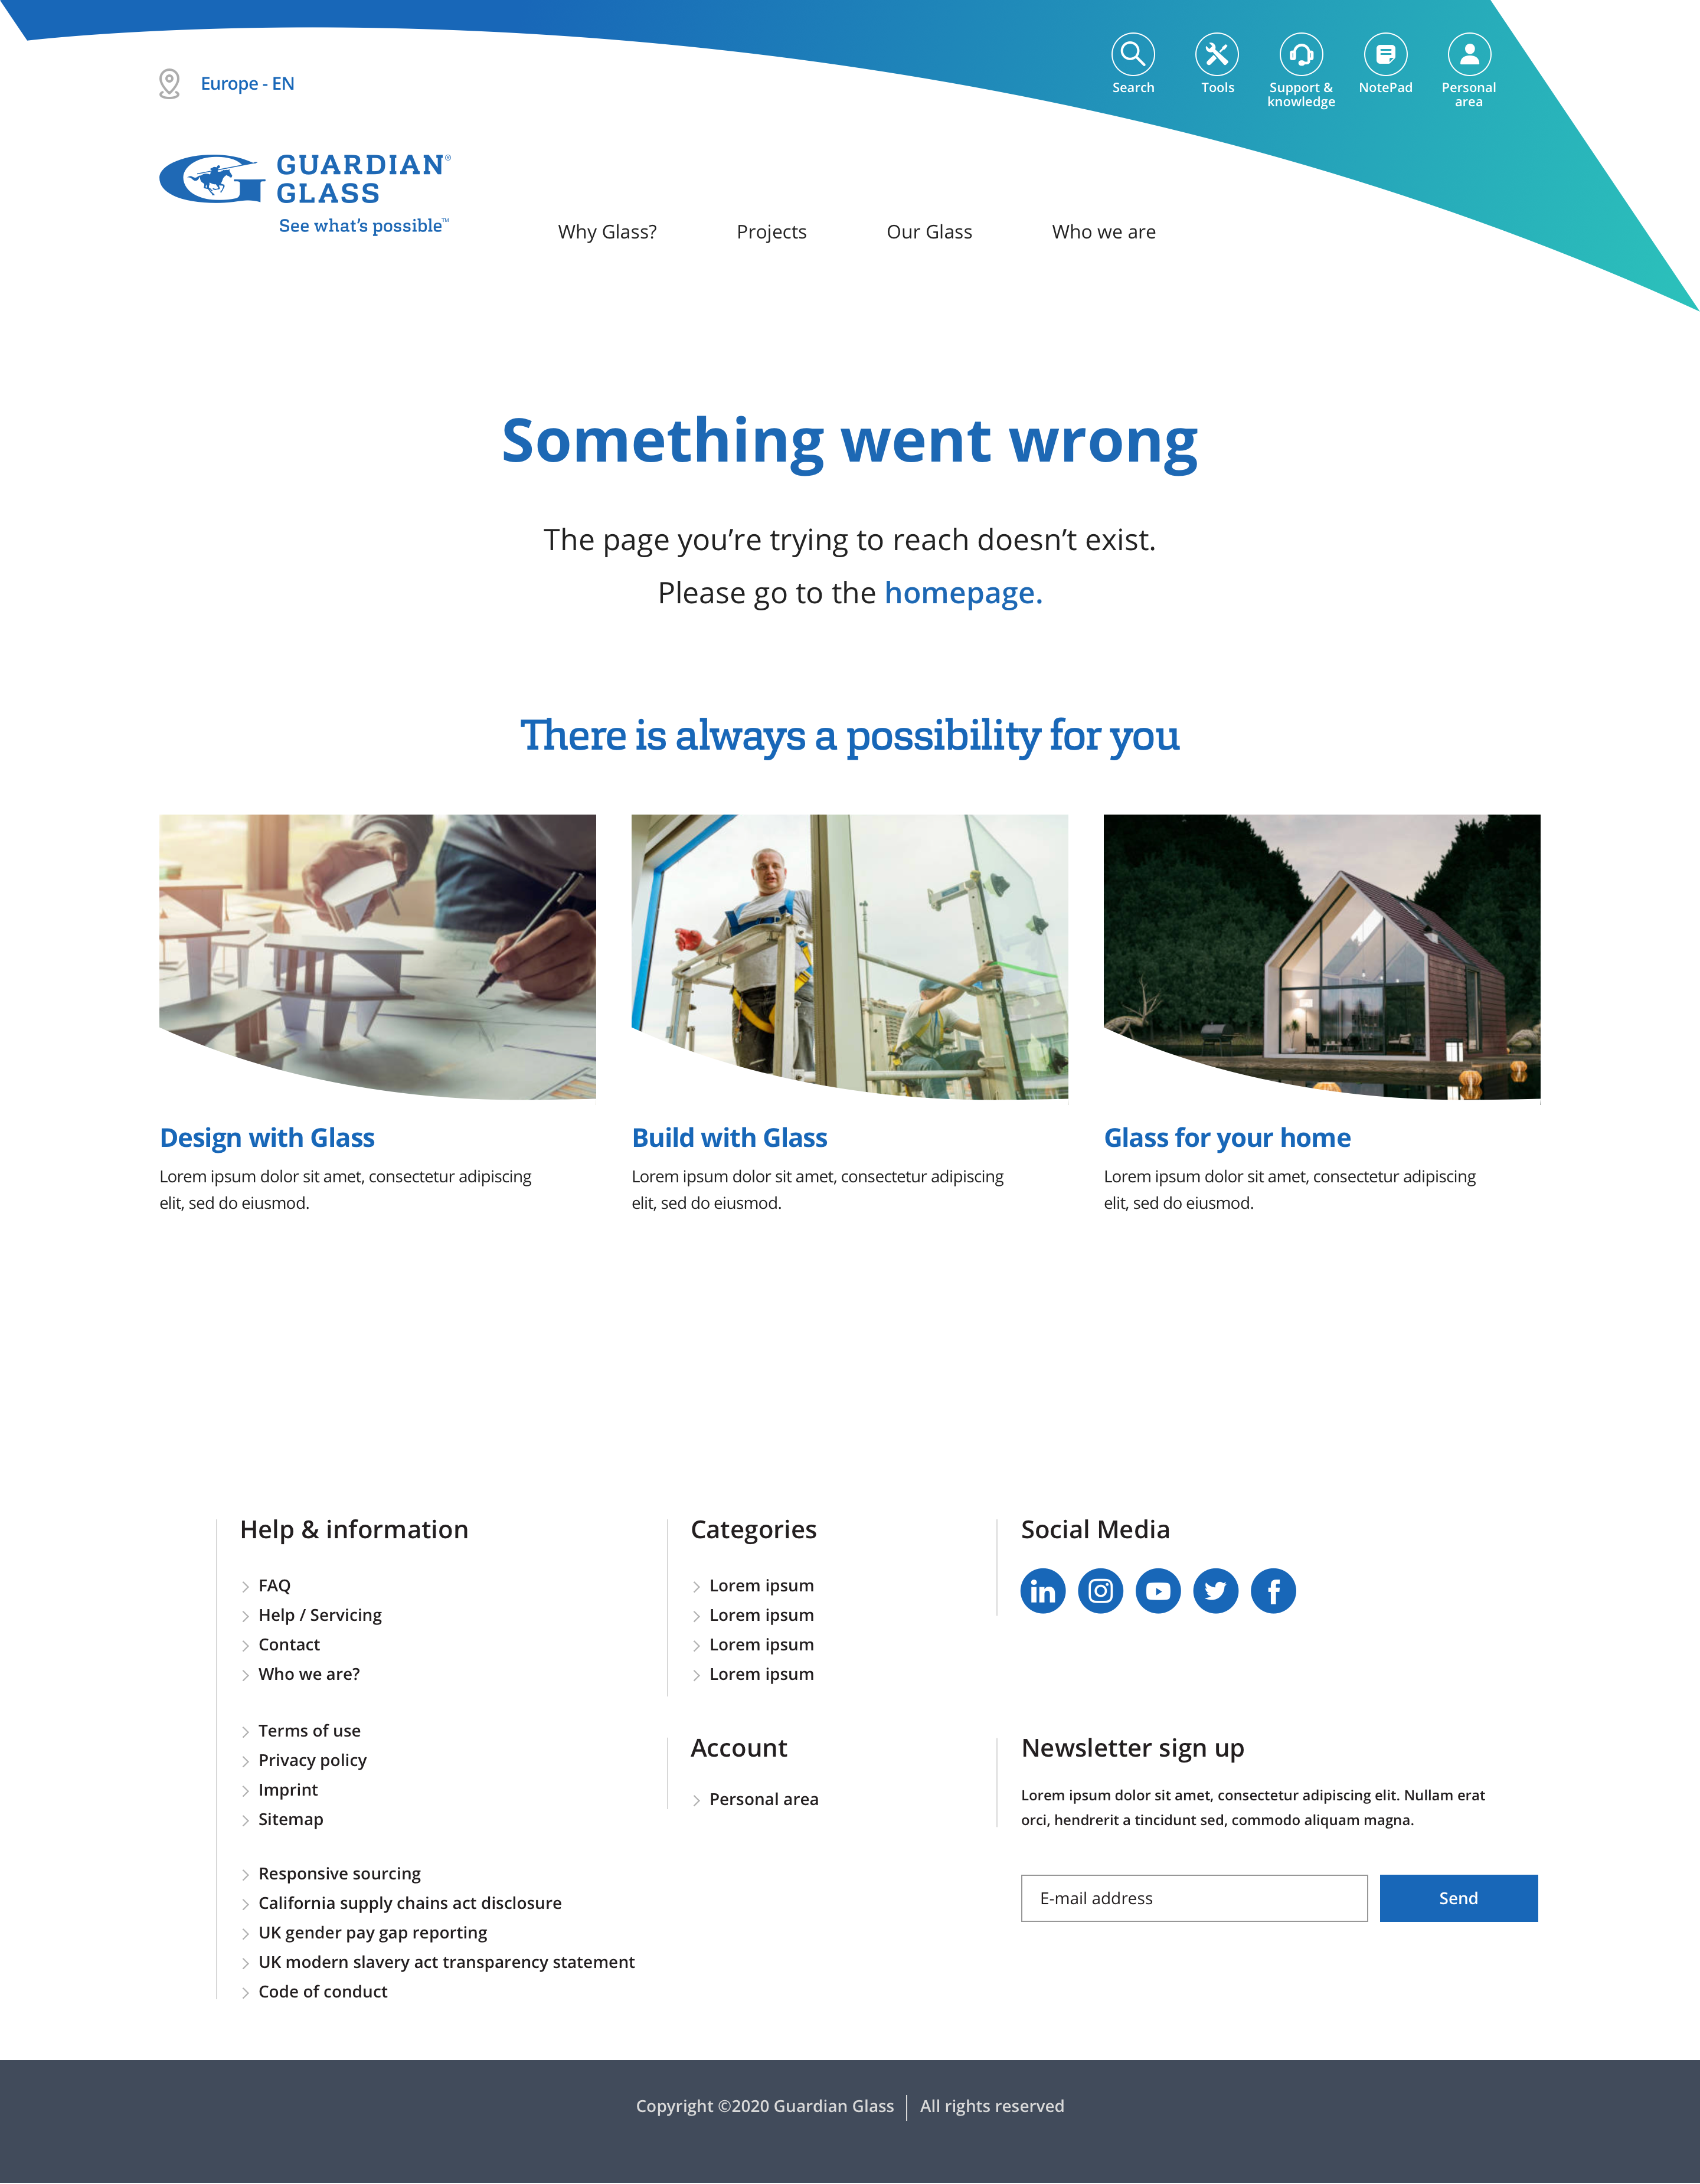 Europe - EN
Search
Tools
Support &
knowledge
NotePad
Personal
area
GUARDIAN®
GLASS
See what's possible™
Why Glass?
Projects
Our Glass
Who we are
Something went wrong
The page you’re trying to reach doesn’t exist.
Please go to the homepage.
There is always a possibility for you
Design with Glass
Lorem ipsum dolor sit amet, consectetur adipiscing
elit, sed do eiusmod.
Build with Glass
Lorem ipsum dolor sit amet, consectetur adipiscing
elit, sed do eiusmod.
Glass for your home
Lorem ipsum dolor sit amet, consectetur adipiscing
elit, sed do eiusmod.
Help & information
FAQ
Help / Servicing
Contact
Who we are?
Terms of use
Privacy policy
Imprint
Sitemap
Responsive sourcing
California supply chains act disclosure
UK gender pay gap reporting
UK modern slavery act transparency statement
Code of conduct
Categories
Lorem ipsum
Lorem ipsum
Lorem ipsum
Lorem ipsum
Account
Personal area
Social Media
Newsletter sign up
Lorem ipsum dolor sit amet, consectetur adipiscing elit. Nullam erat
orci, hendrerit a tincidunt sed, commodo aliquam magna.
E-mail address
Send
Copyright ©2020 Guardian Glass | All rights reserved